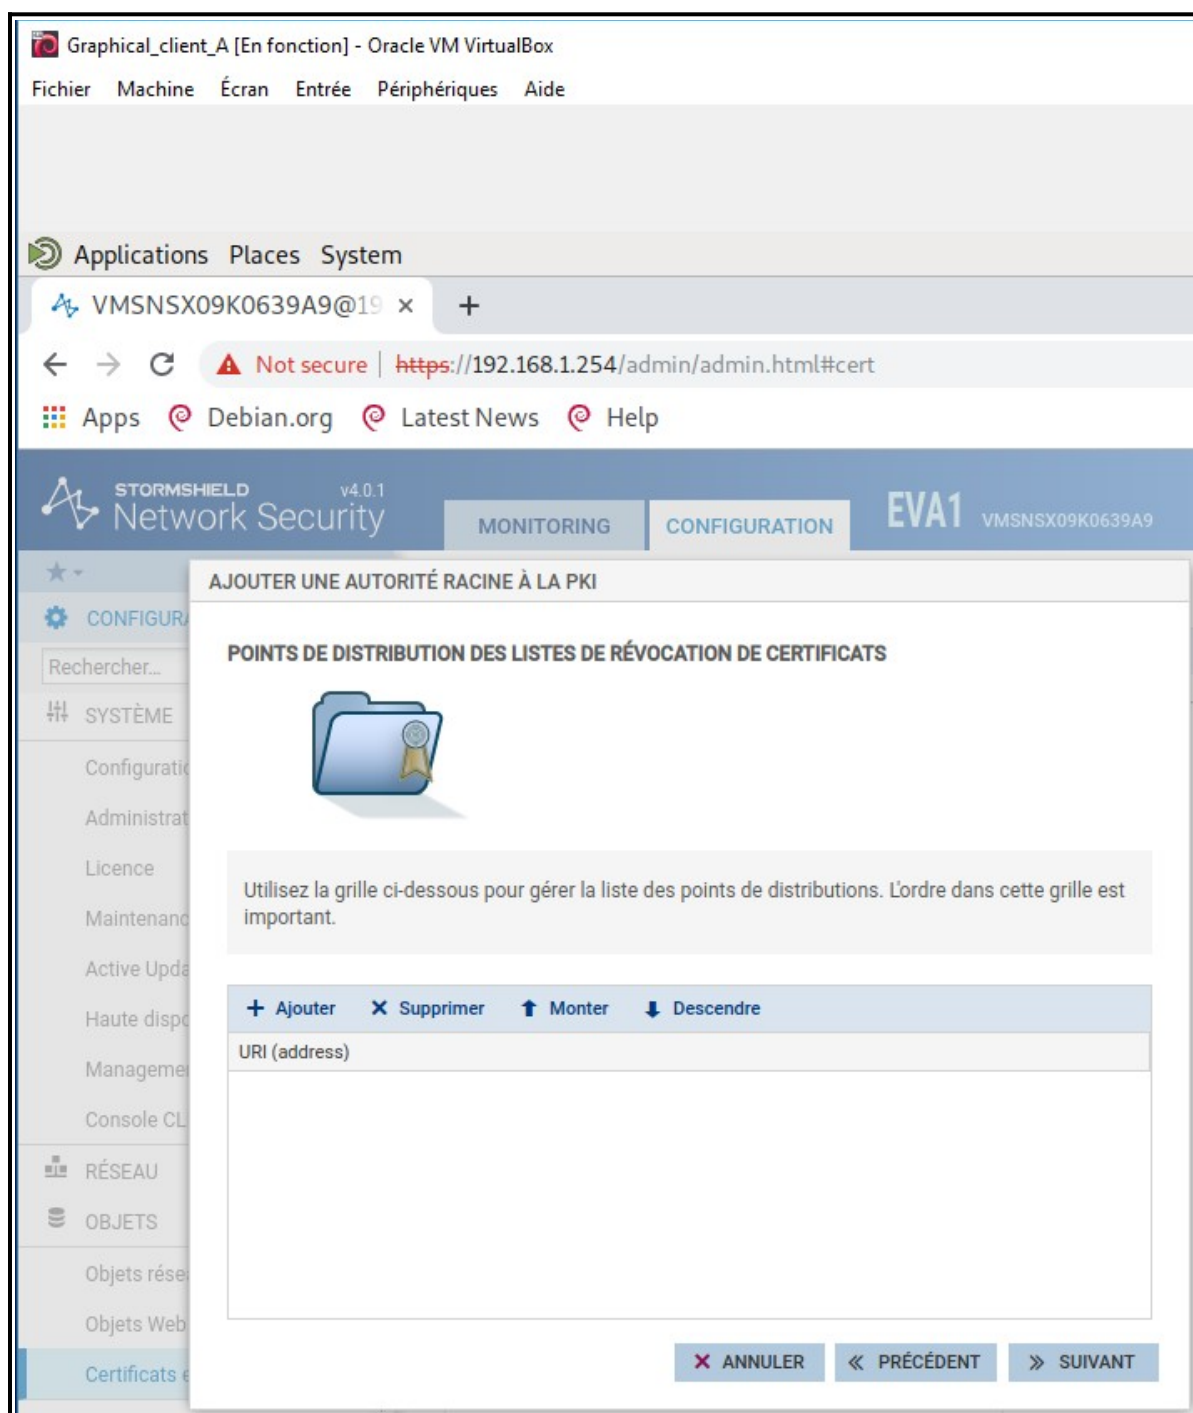 Graphical_client_A [En fonction] - Oracle VM VirtualBox
Fichier Machine Écran Entrée Périphériques Aide
Applications Places System
VMSNSX09K0639A9@19
Not secure | https://192.168.1.254/admin/admin.html#cert
Apps Debian.org Latest News Help
STORMSHIELD v4.0.1
Network Security
MONITORING CONFIGURATION EVA1 VMSNSX09K0639A9
AJOUTER UNE AUTORITÉ RACINE À LA PKI
CONFIGURA
POINTS DE DISTRIBUTION DES LISTES DE RÉVOCATION DE CERTIFICATS
Rechercher...
SYSTÈME
Configuratio
Administrat
Licence
Utilisez la grille ci-dessous pour gérer la liste des points de distributions. L'ordre dans cette grille est
important.
Maintenanc
Active Upda
+ Ajouter Supprimer Monter Descendre
Haute dispo
URI (address)
Managemen
Console CL
RÉSEAU
OBJETS
Objets rése
Objets Web
ANNULER PRÉCÉDENT SUIVANT
Certificats e